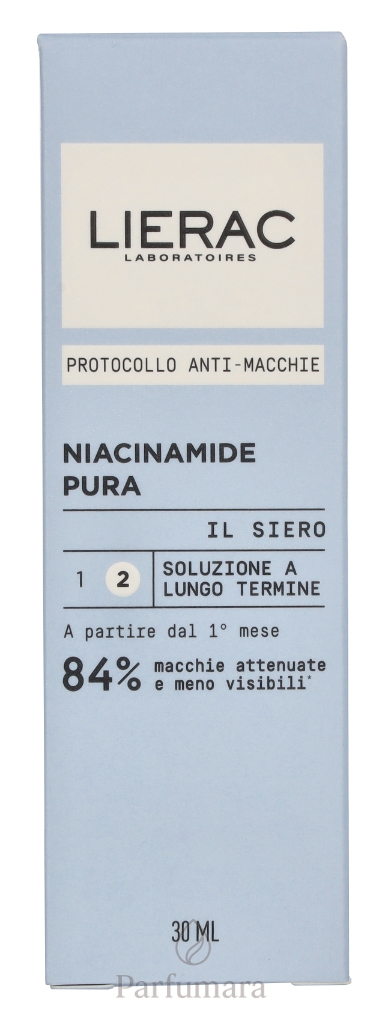 LIERAC
LABORATOIRES
PROTOCOLLO ANTI-MACCHIE
NIACINAMIDE
PURA
IL SIERO
1 2 SOLUZIONE A
LUNGO TERMINE
A partire dal 1° mese
84% macchie attenuate
e meno visibili*
30 ML
Parfumara